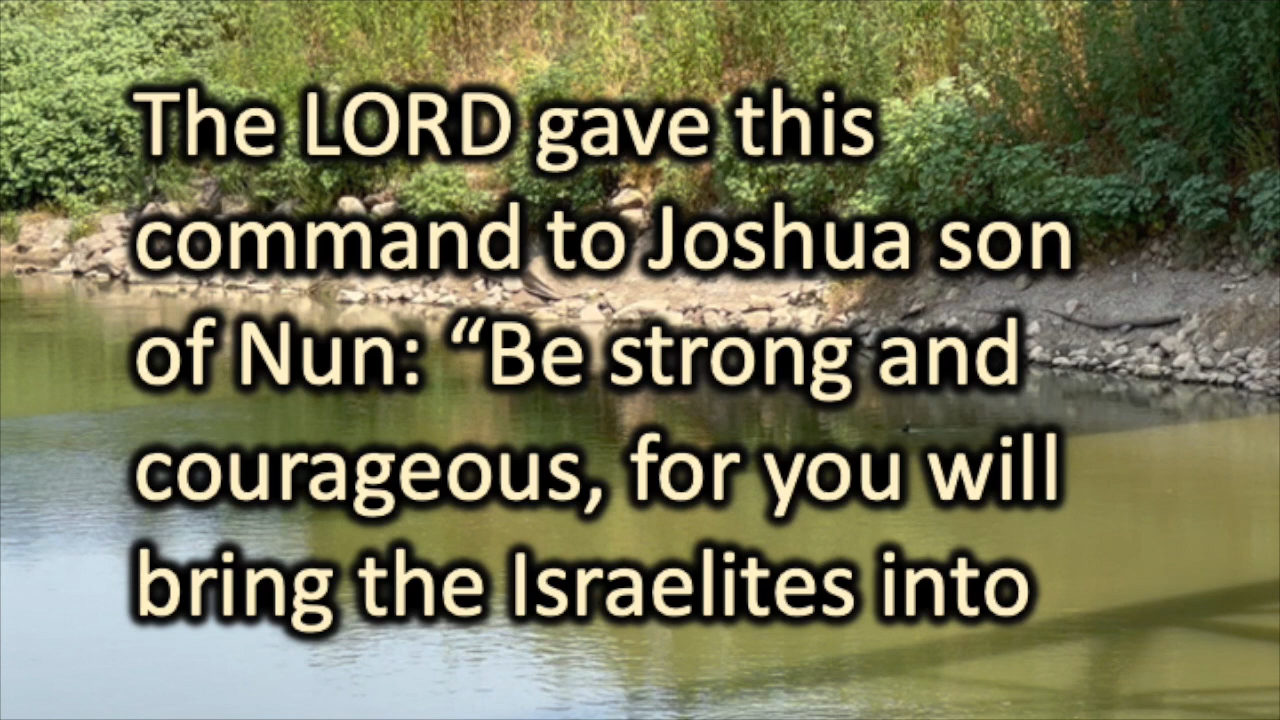 The LORD gave this
command to Joshua son
of Nun: “Be strong and
courageous, for you will
bring the Israelites into